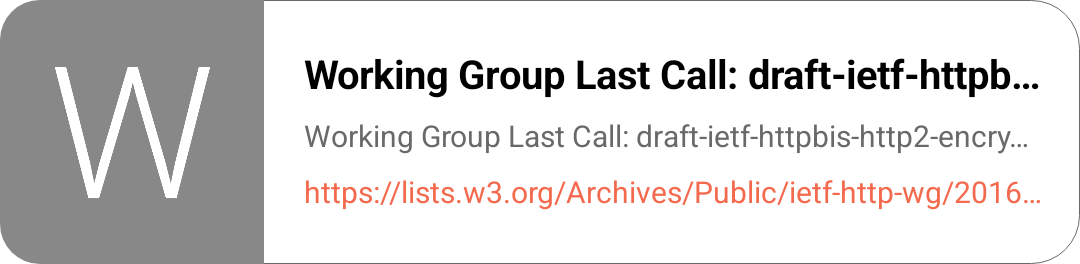 W
Working Group Last Call: draft-ietf-httpb...
Working Group Last Call: draft-ietf-httpbis-http2-encry...
https://lists.w3.org/Archives/Public/ietf-http-wg/2016...